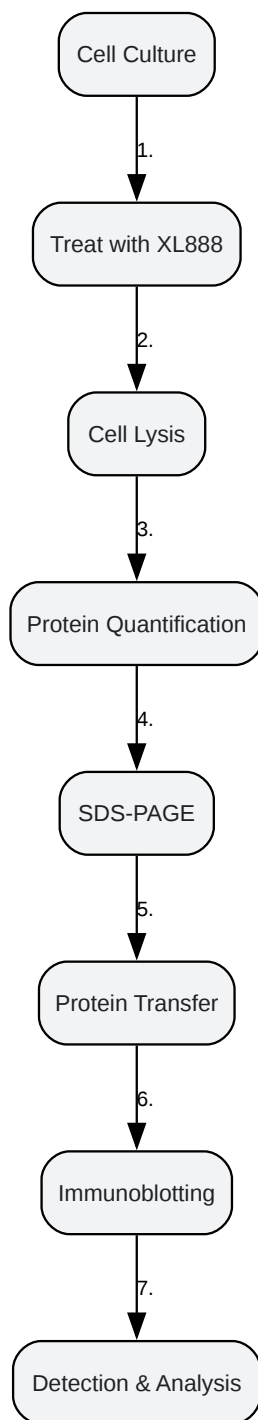 Cell Culture
1.
Treat with XL888
2.
Cell Lysis
3.
Protein Quantification
4.
SDS-PAGE
5.
Protein Transfer
6.
Immunoblotting
7.
Detection & Analysis